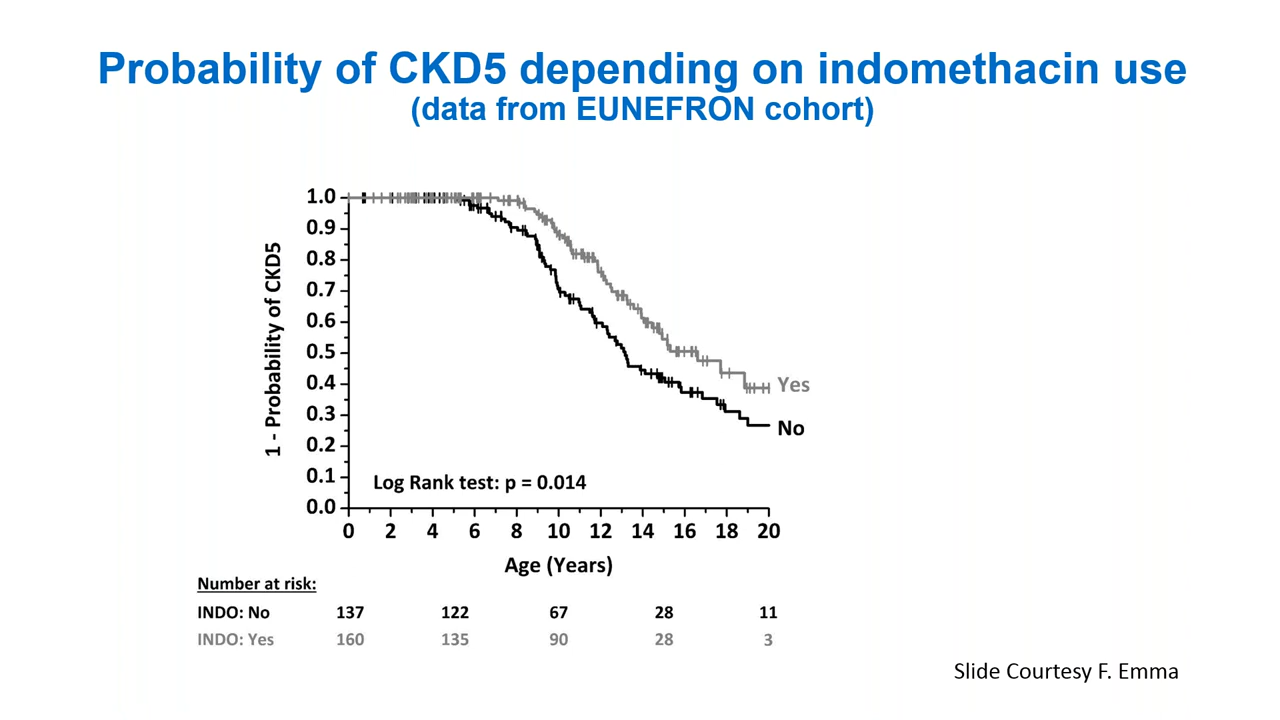 Probability of CKD5 depending on indomethacin use
(data from EUNEFRON cohort)
1 - Probability of CKD5
1.0
0.9
0.8
0.7
0.6
0.5
0.4
0.3
0.2
0.1
0.0
Yes
No
Log Rank test: p = 0.014
0 2 4 6 8 10 12 14 16 18 20
Age (Years)
Number at risk:
INDO: No 137 122 67 28 11
INDO: Yes 160 135 90 28 3
Slide Courtesy F. Emma